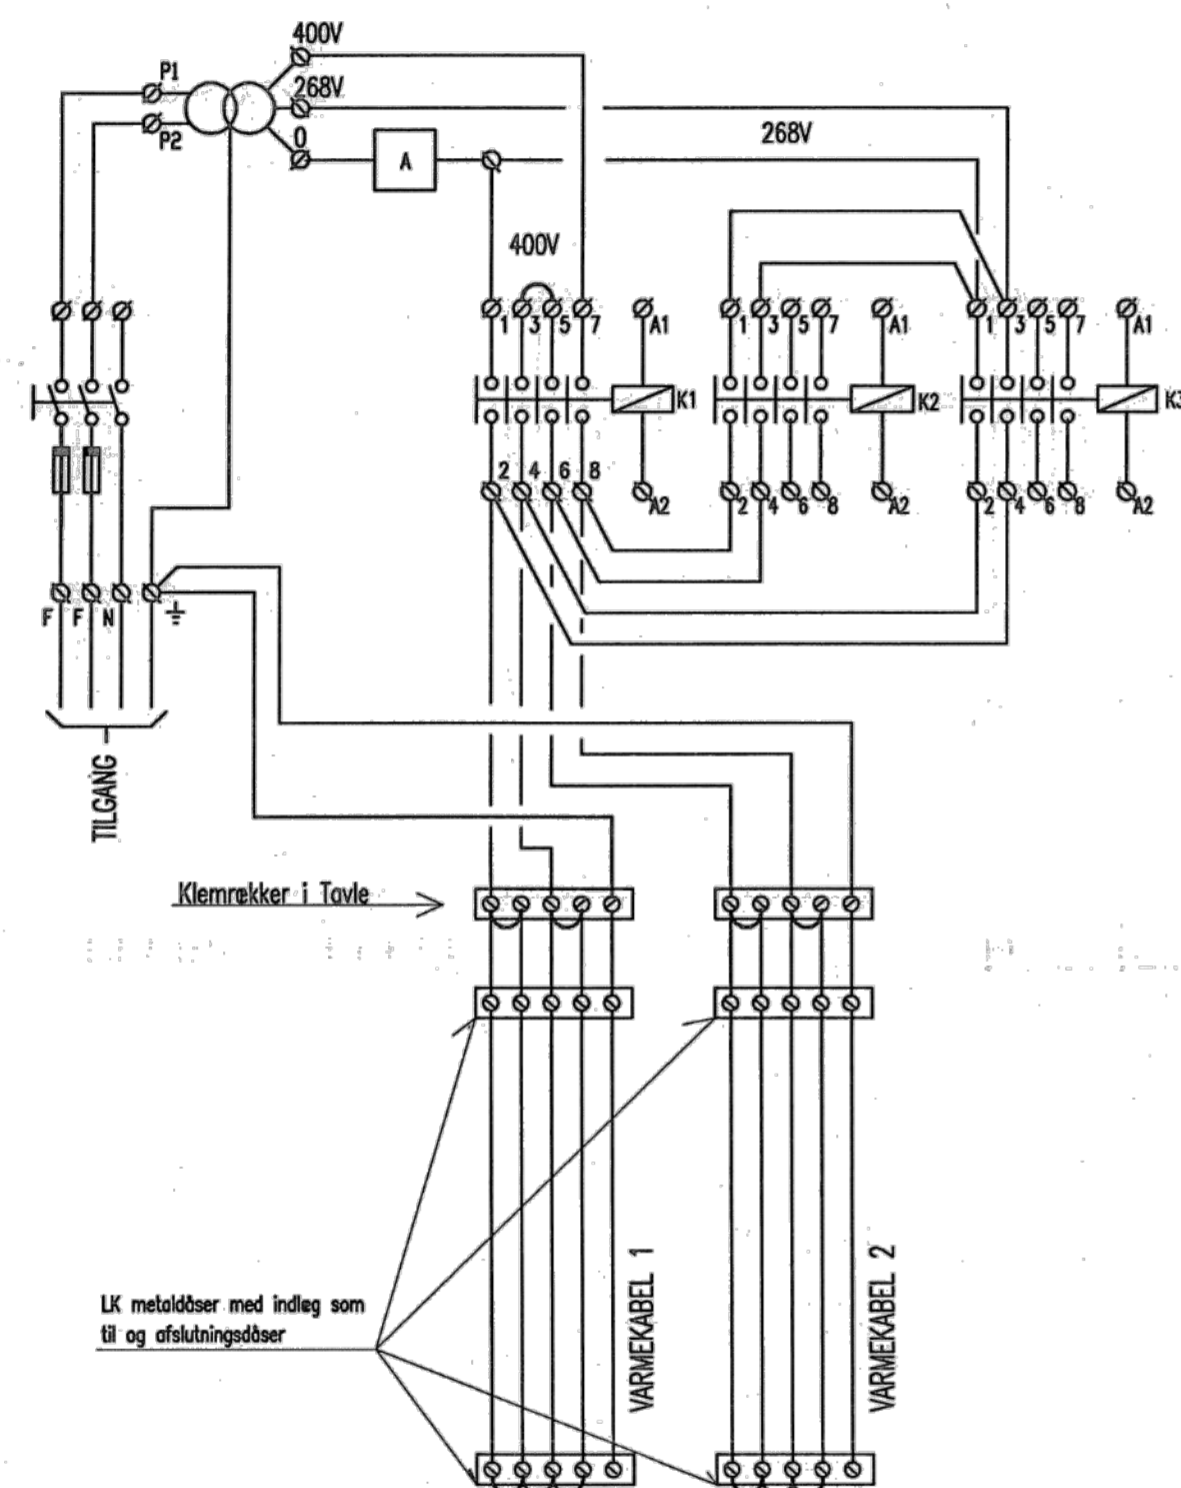 400V
P1
268V
P2
0
A
268V
400V
1 3 5 7 A1
1 3 5 7 A1
1 3 5 7 A1
K1
K2
K3
2 4 6 8
A2
2 4 6 8 A2
2 4 6 8 A2
F F N
TILGANG
Klemrækker i Tavle
LK metaldåser med indlæg som
til og afslutningsdåser
VARMEKABEL 1
VARMEKABEL 2